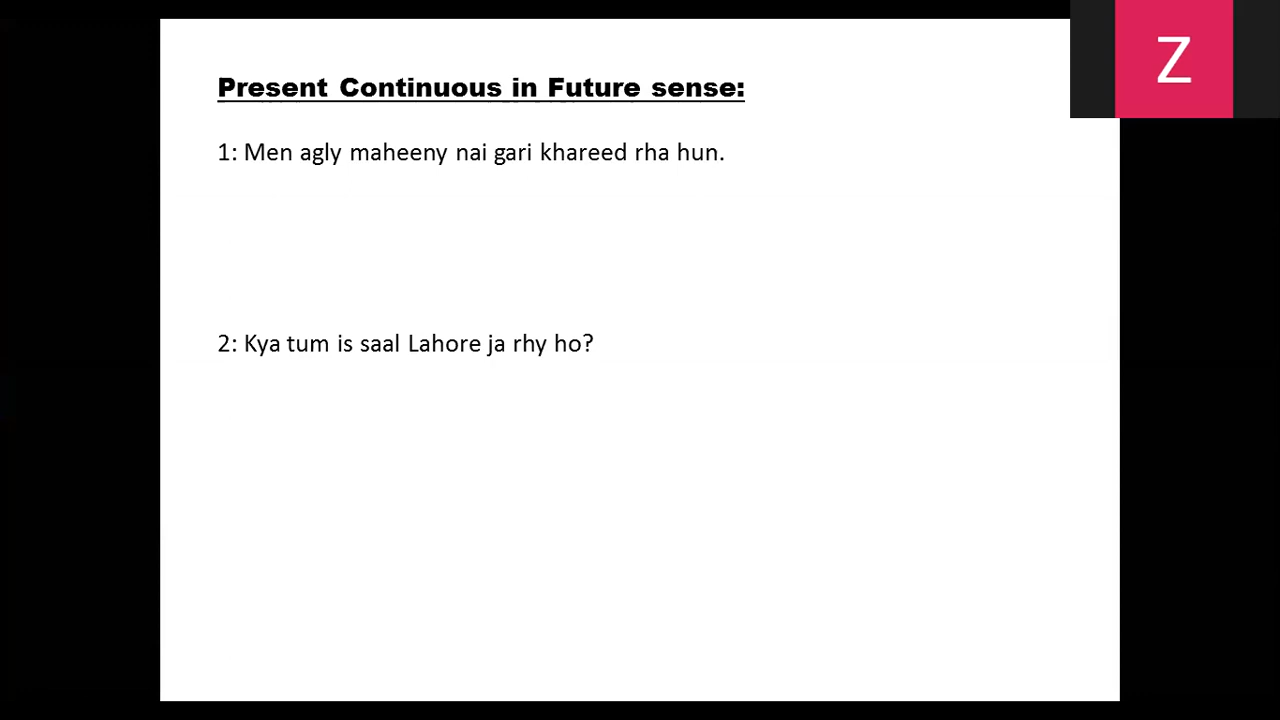 Present Continuous in Future sense:
Z
1: Men agly maheeny nai gari khareed rha hun.
2: Kya tum is saal Lahore ja rhy ho?